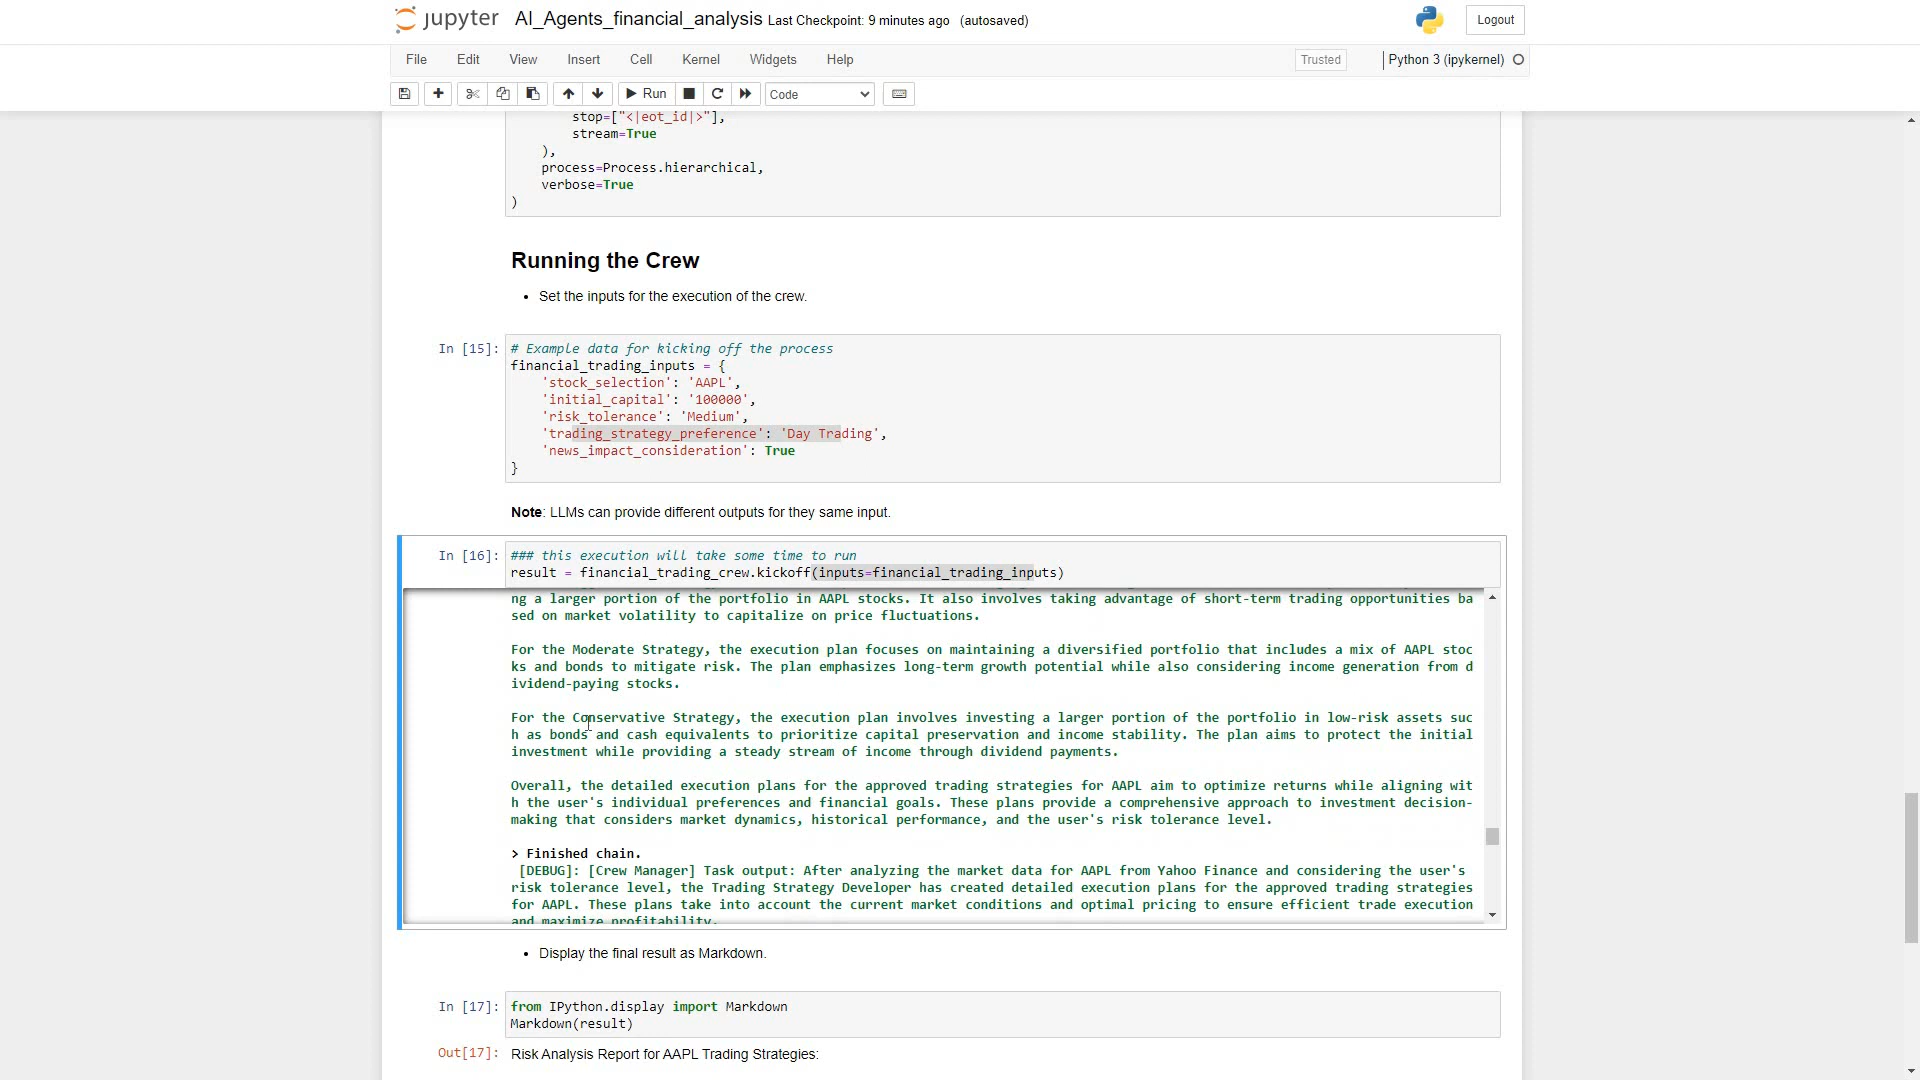 jupyter AI_Agents_financial_analysis Last Checkpoint: 9 minutes ago (autosaved) Logout
File Edit View Insert Cell Kernel Widgets Help Trusted Python 3 (ipykernel)
Run Code
stop=["<|eot_id|>"],
stream=True
),
process=Process.hierarchical,
verbose=True
)
Running the Crew
• Set the inputs for the execution of the crew.
In [15]: # Example data for kicking off the process
financial_trading_inputs = {
'stock_selection': 'AAPL',
'initial_capital': '100000',
'risk_tolerance': 'Medium',
'trading_strategy_preference': 'Day Trading',
'news_impact_consideration': True
}
Note: LLMs can provide different outputs for they same input.
In [16]: ### this execution will take some time to run
result = financial_trading_crew.kickoff(inputs=financial_trading_inputs)
ng a larger portion of the portfolio in AAPL stocks. It also involves taking advantage of short-term trading opportunities ba
sed on market volatility to capitalize on price fluctuations.
For the Moderate Strategy, the execution plan focuses on maintaining a diversified portfolio that includes a mix of AAPL stoc
ks and bonds to mitigate risk. The plan emphasizes long-term growth potential while also considering income generation from d
ividend-paying stocks.
For the Conservative Strategy, the execution plan involves investing a larger portion of the portfolio in low-risk assets suc
h as bonds and cash equivalents to prioritize capital preservation and income stability. The plan aims to protect the initial
investment while providing a steady stream of income through dividend payments.
Overall, the detailed execution plans for the approved trading strategies for AAPL aim to optimize returns while aligning wit
h the user's individual preferences and financial goals. These plans provide a comprehensive approach to investment decision-
making that considers market dynamics, historical performance, and the user's risk tolerance level.
> Finished chain.
[DEBUG]: [Crew Manager] Task output: After analyzing the market data for AAPL from Yahoo Finance and considering the user's
risk tolerance level, the Trading Strategy Developer has created detailed execution plans for the approved trading strategies
for AAPL. These plans take into account the current market conditions and optimal pricing to ensure efficient trade execution
and maximize profitability.
• Display the final result as Markdown.
In [17]: from IPython.display import Markdown
Markdown(result)
Out[17]: Risk Analysis Report for AAPL Trading Strategies: